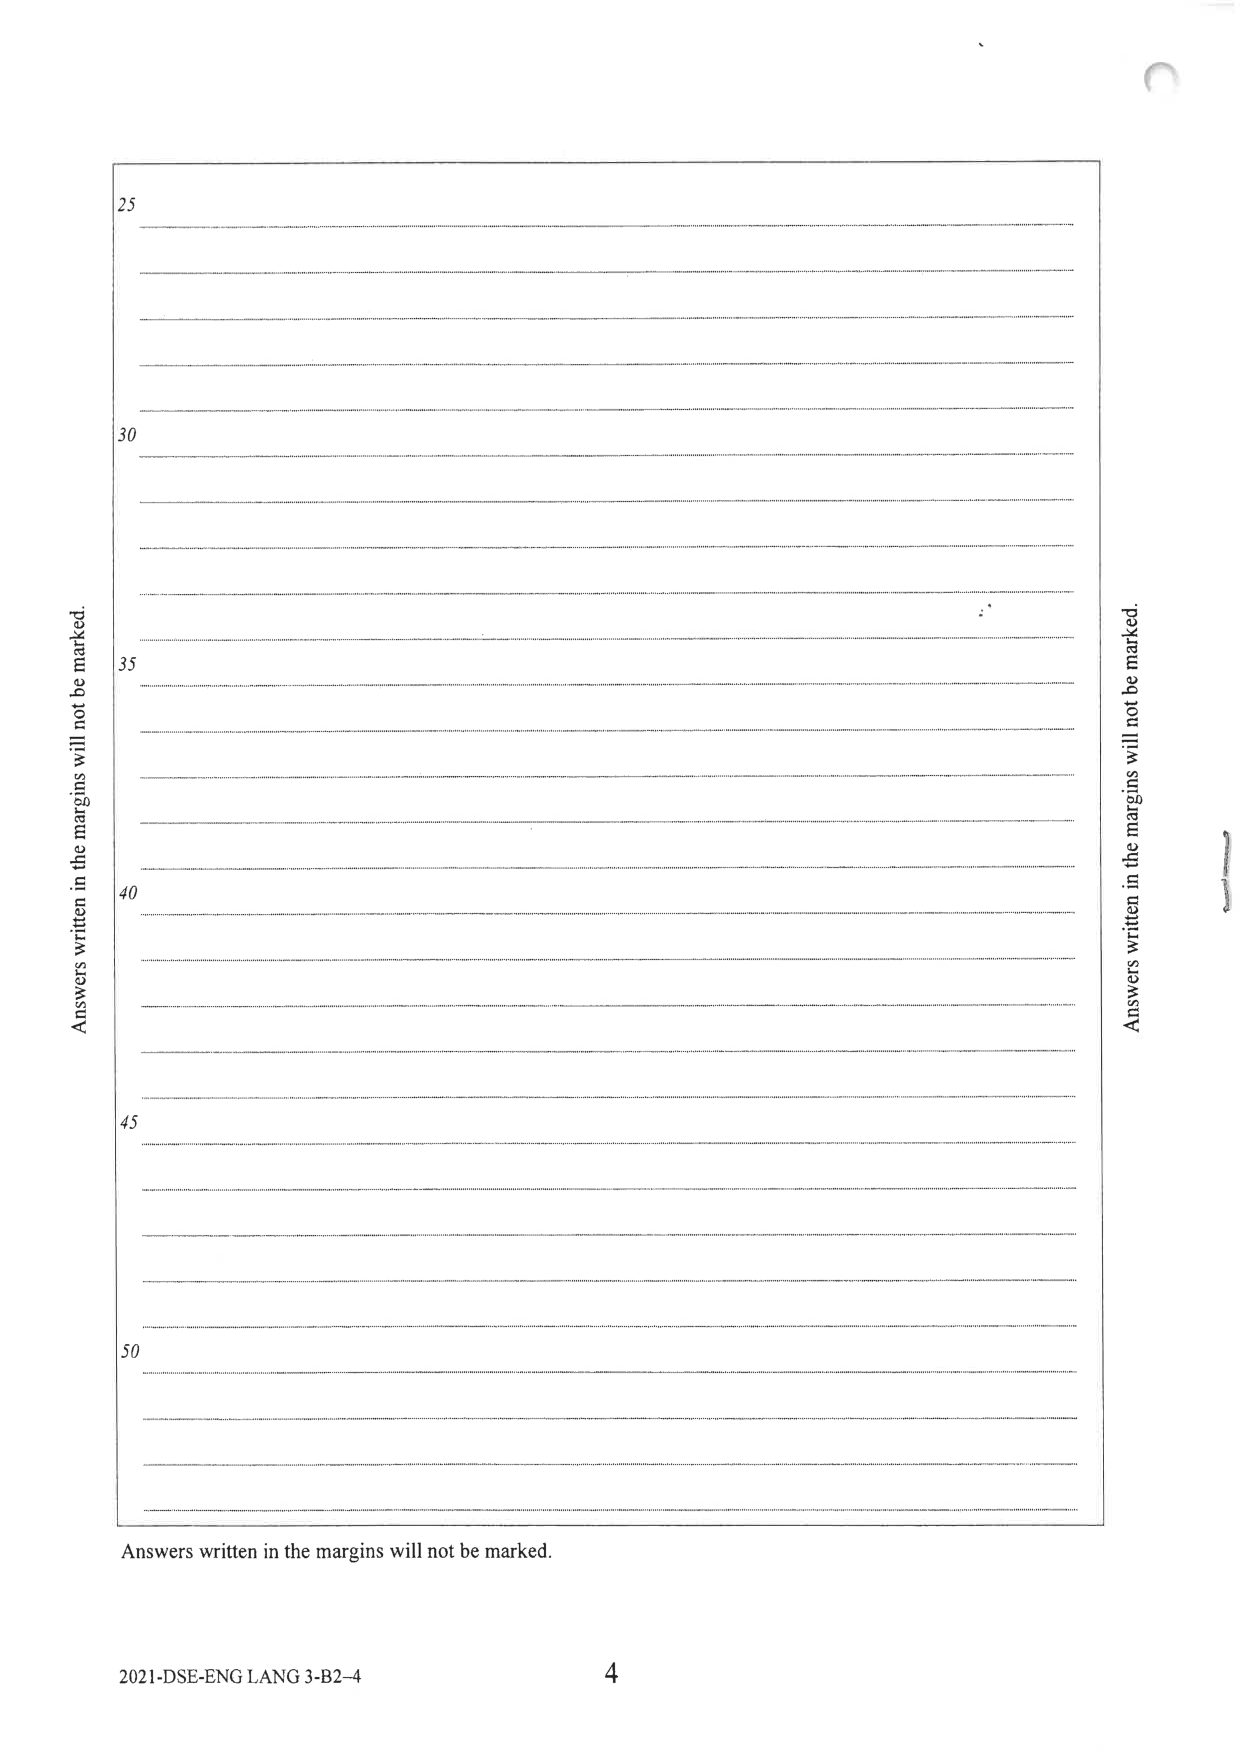 25
30
35
40
45
50
Answers written in the margins will not be marked.
Answers written in the margins will not be marked.
Answers written in the margins will not be marked.
2021-DSE-ENG LANG 3-B2–4
4